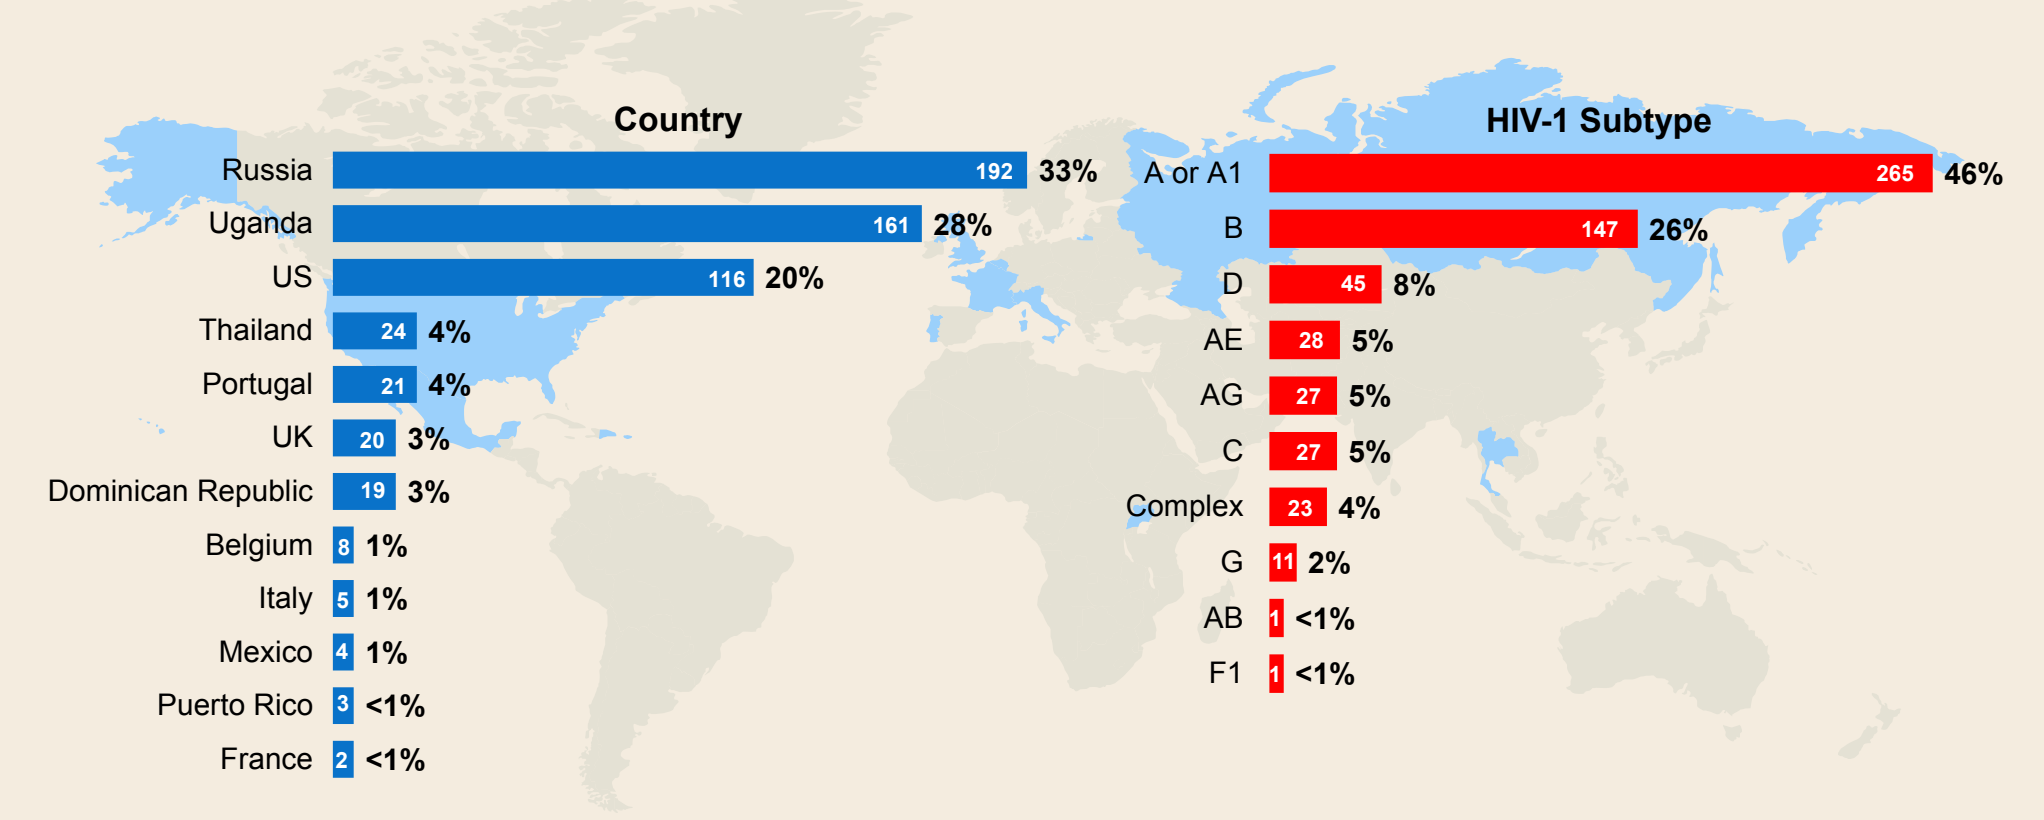 Country
Russia 192 33%
Uganda 161 28%
US 116 20%
Thailand 24 4%
Portugal 21 4%
UK 20 3%
Dominican Republic 19 3%
Belgium 8 1%
Italy 5 1%
Mexico 4 1%
Puerto Rico 3 <1%
France 2 <1%
HIV-1 Subtype
A or A1 265 46%
B 147 26%
D 45 8%
AE 28 5%
AG 27 5%
C 27 5%
Complex 23 4%
G 11 2%
AB 1 <1%
F1 1 <1%